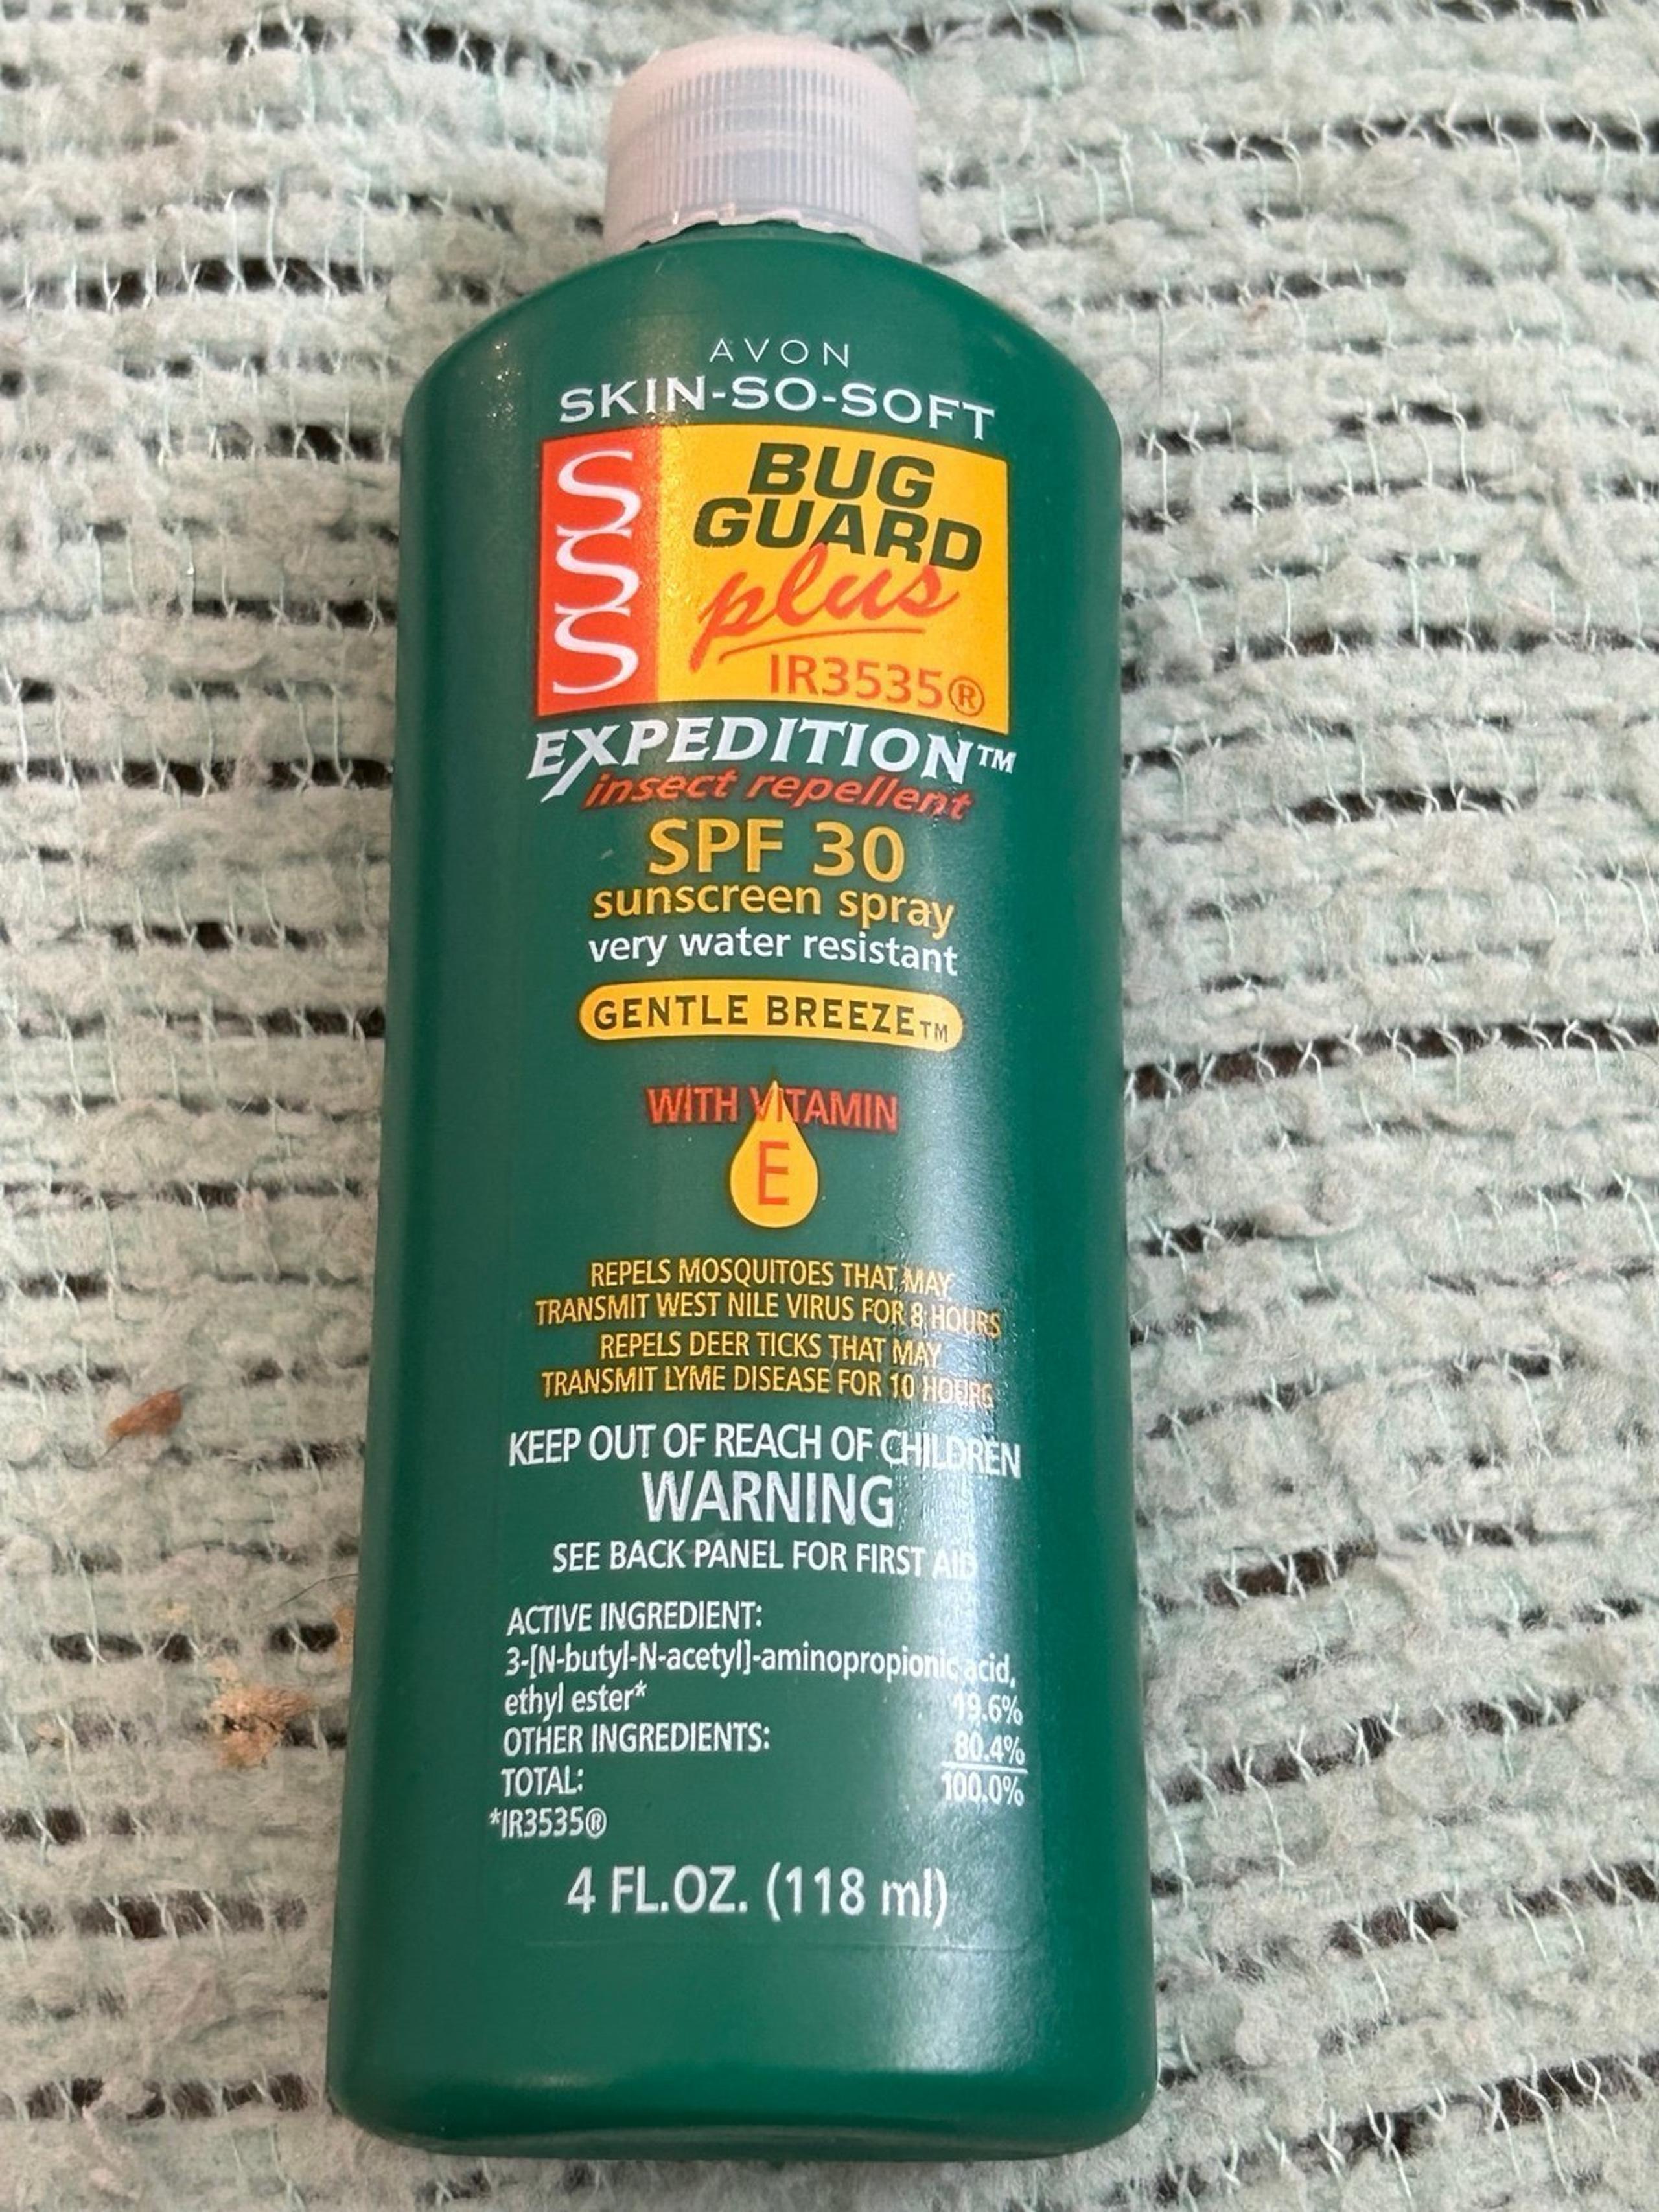 AVON
SKIN-SO-SOFT
SSS
BUG
GUARD
plus
IR3535®
EXPEDITION™
insect repellent
SPF 30
sunscreen spray
very water resistant
GENTLE BREEZE™
WITH VITAMIN
E
REPELS MOSQUITOES THAT MAY
TRANSMIT WEST NILE VIRUS FOR 8 HOURS
REPELS DEER TICKS THAT MAY
TRANSMIT LYME DISEASE FOR 10 HOURS
KEEP OUT OF REACH OF CHILDREN
WARNING
SEE BACK PANEL FOR FIRST AID
ACTIVE INGREDIENT:
3-[N-butyl-N-acetyl]-aminopropionic acid,
ethyl ester* 19.6%
OTHER INGREDIENTS: 80.4%
TOTAL: 100.0%
*IR3535®
4 FL.OZ. (118 ml)